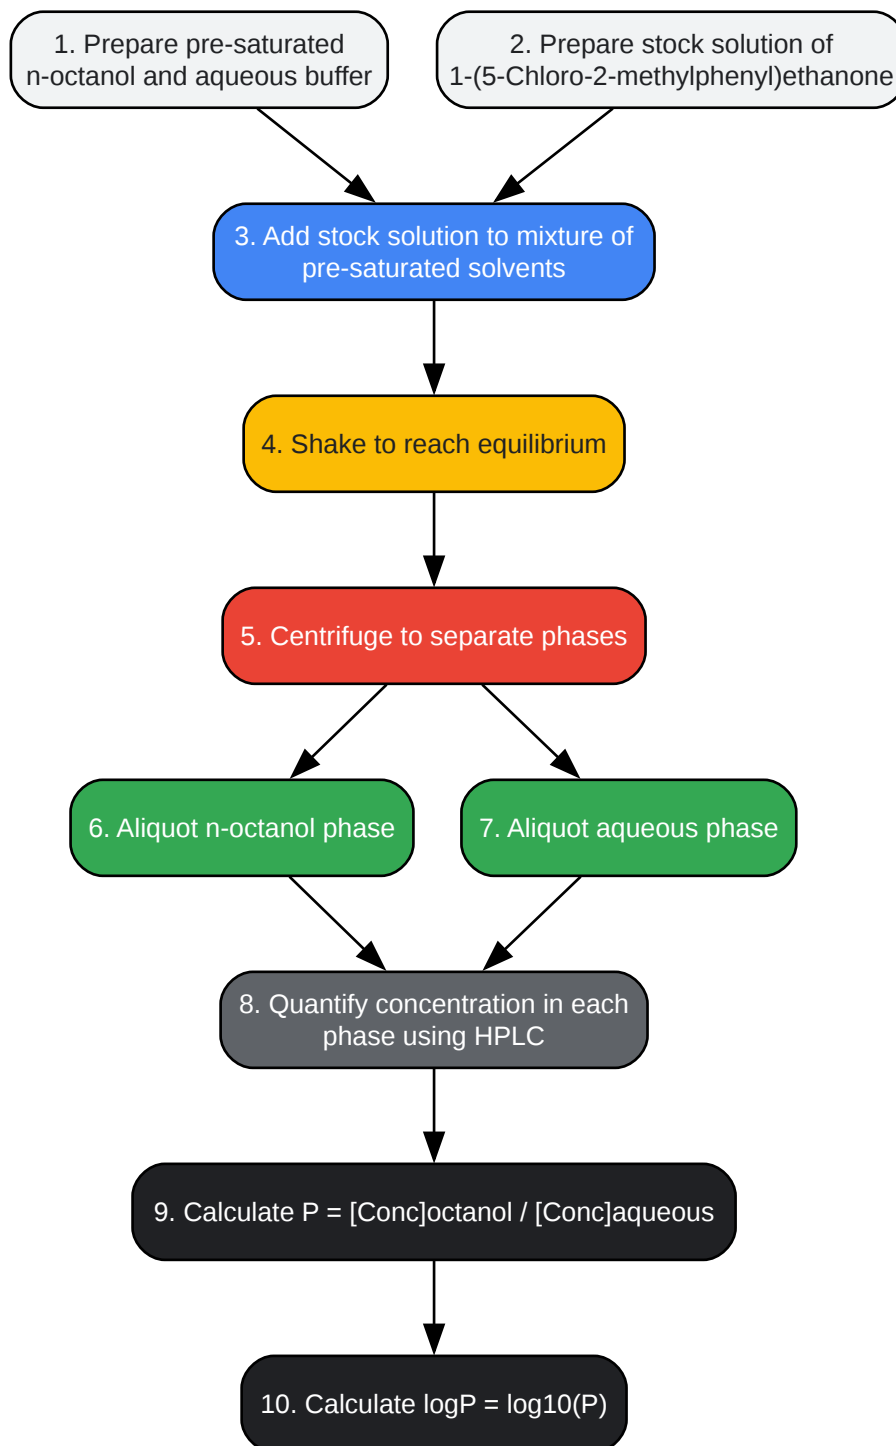 1. Prepare pre-saturated
n-octanol and aqueous buffer
2. Prepare stock solution of
1-(5-Chloro-2-methylphenyl)ethanone
3. Add stock solution to mixture of
pre-saturated solvents
4. Shake to reach equilibrium
5. Centrifuge to separate phases
6. Aliquot n-octanol phase
7. Aliquot aqueous phase
8. Quantify concentration in each
phase using HPLC
9. Calculate P = [Conc]octanol / [Conc]aqueous
10. Calculate logP = log10(P)